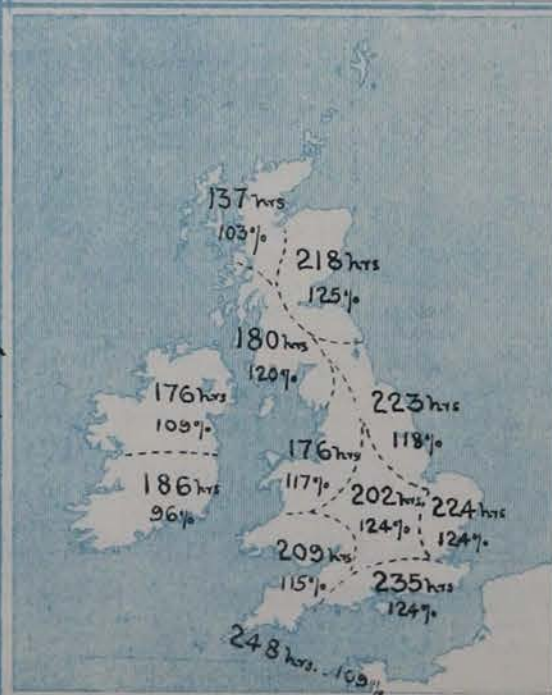 137 hrs
103%
218 hrs
125%
180 hrs
120%
176 hrs
109%
223 hrs
118%
176 hrs
117%
186 hrs
96%
202 hrs
124%
224 hrs
124%
209 hrs
115%
235 hrs
124%
248 hrs.. 109%